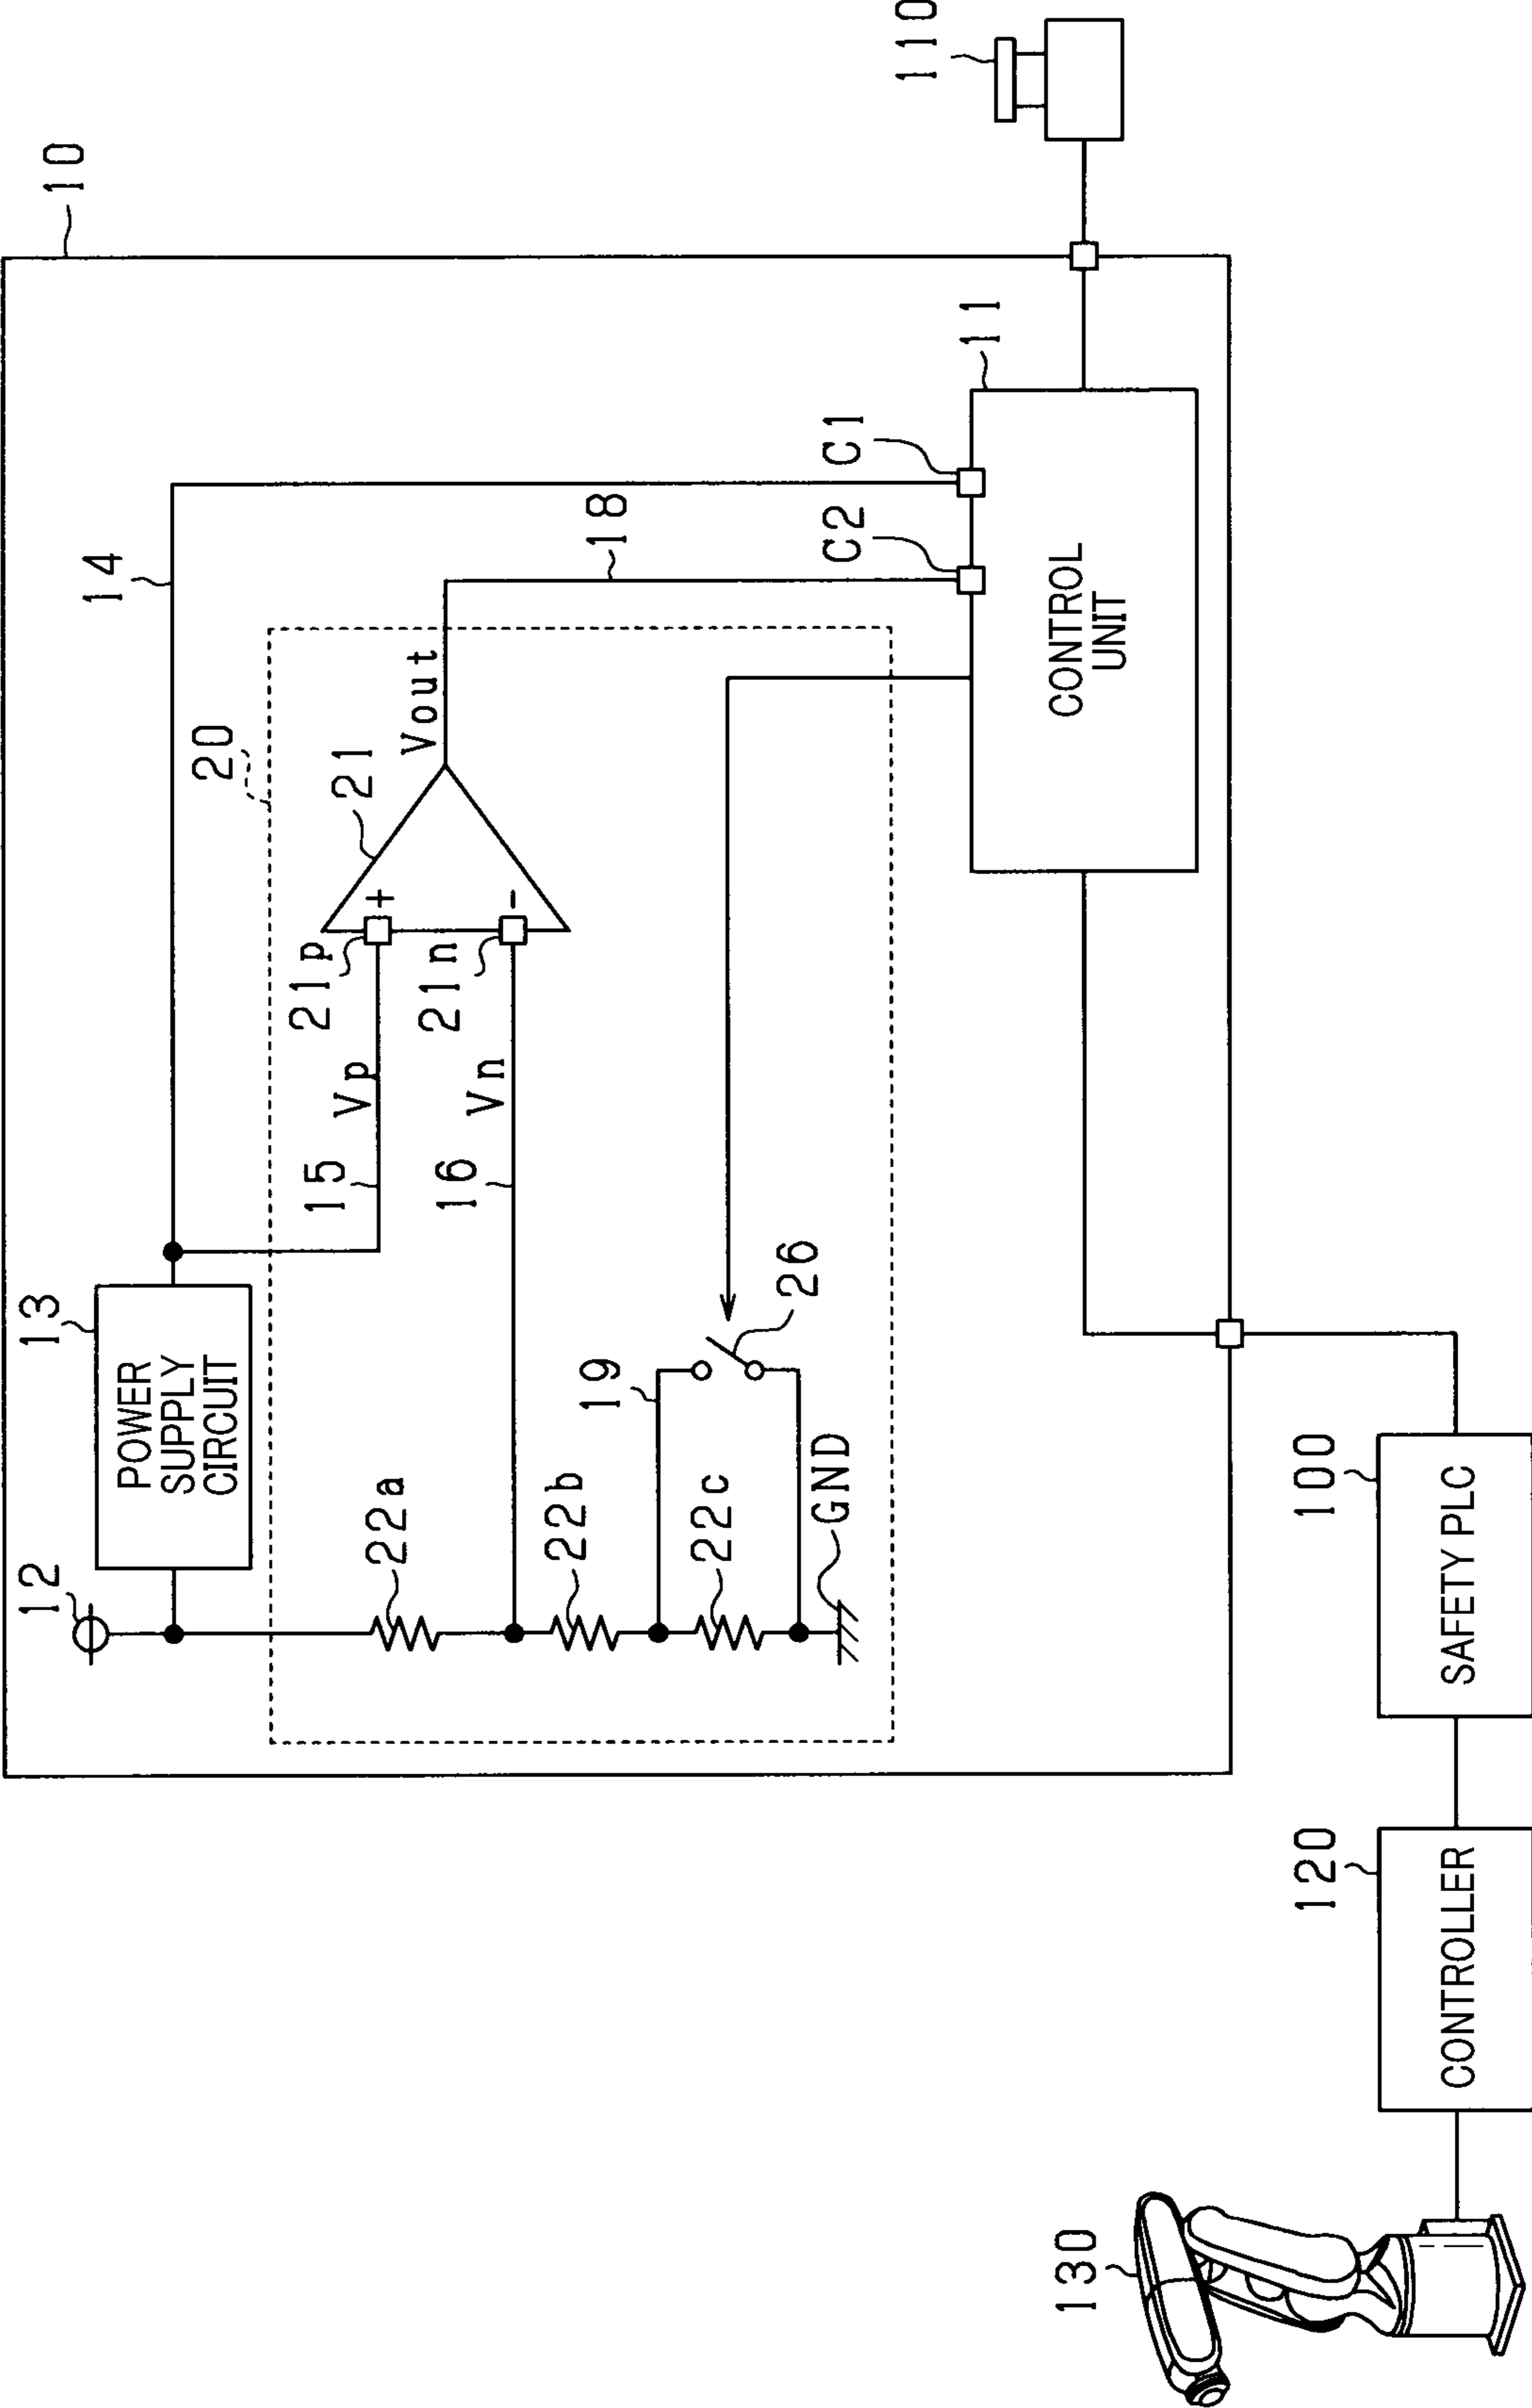 10
110
14
20
13
12
POWER
SUPPLY
CIRCUIT
15
Vp
21p
+
21
Vout
18
C2
C1
11
16
Vn
21n
-
22a
22b
22c
19
26
GND
CONTROL
UNIT
100
SAFETY PLC
120
CONTROLLER
130